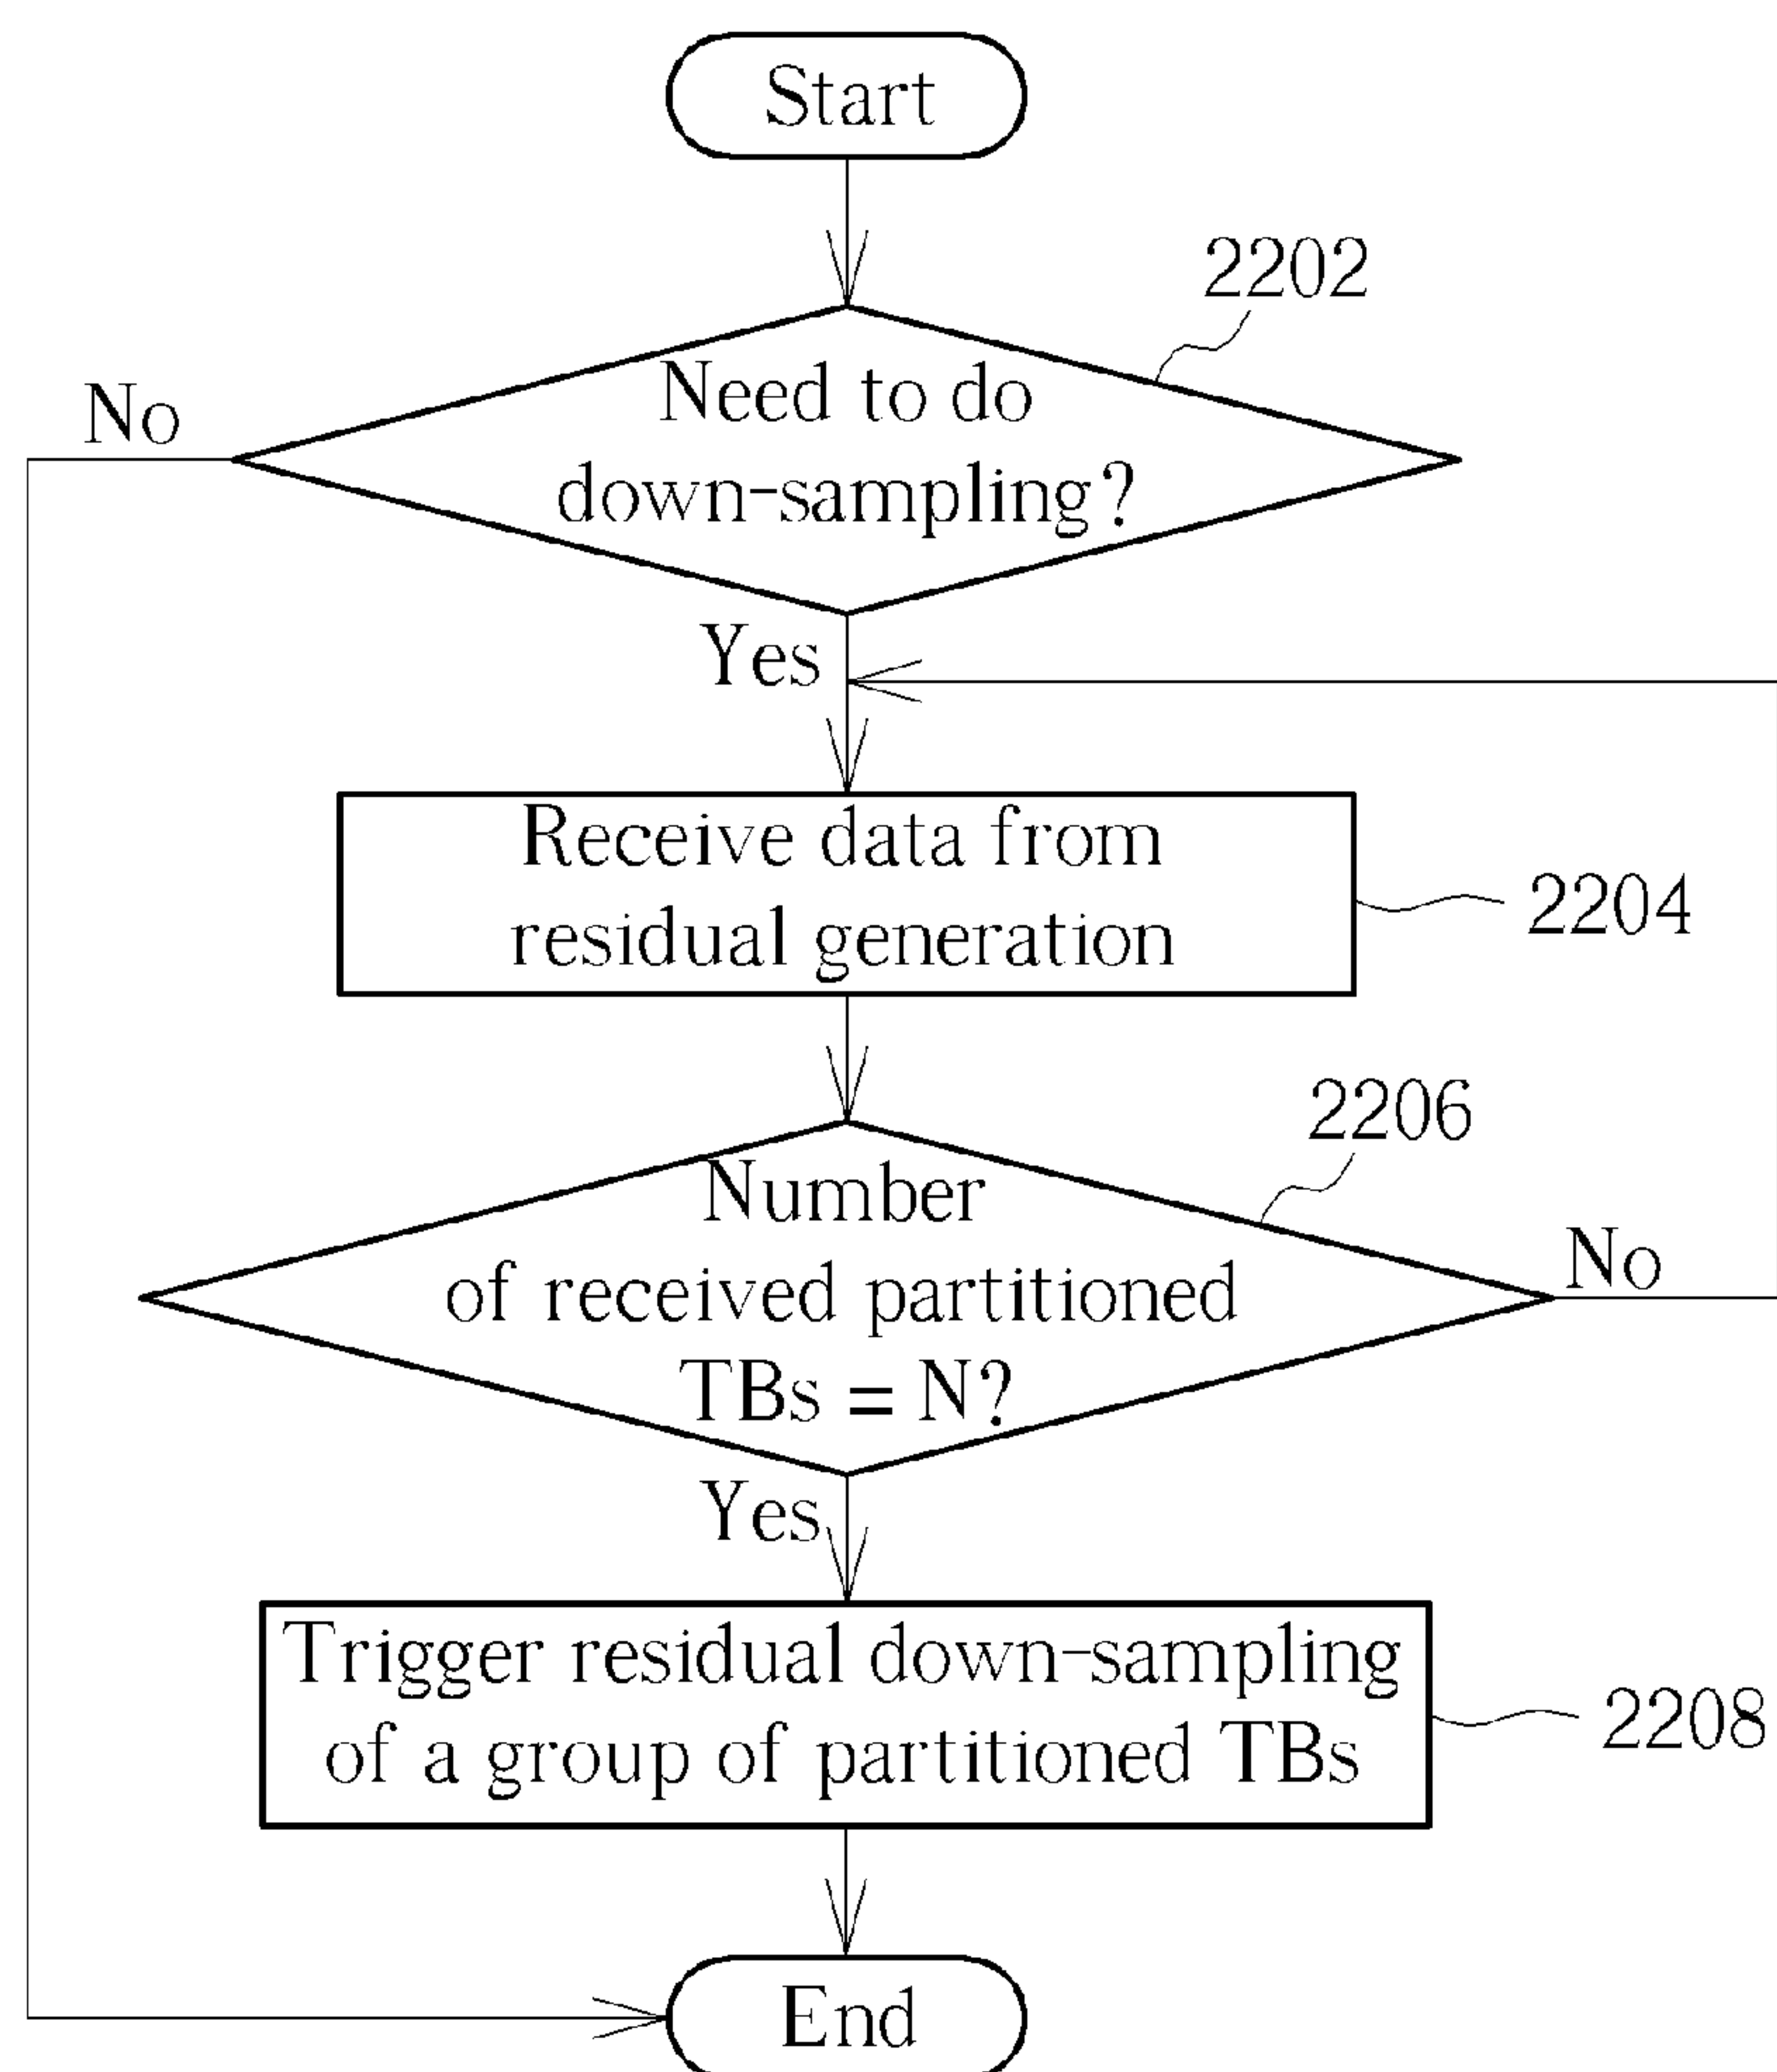 Start
2202
Need to do
No
down-sampling?
Yes
Receive data from
2204
residual generation
2206
Number
No
of received partitioned
TBs = N?
Yes
Trigger residual down-sampling
2208
of a group of partitioned TBs
End